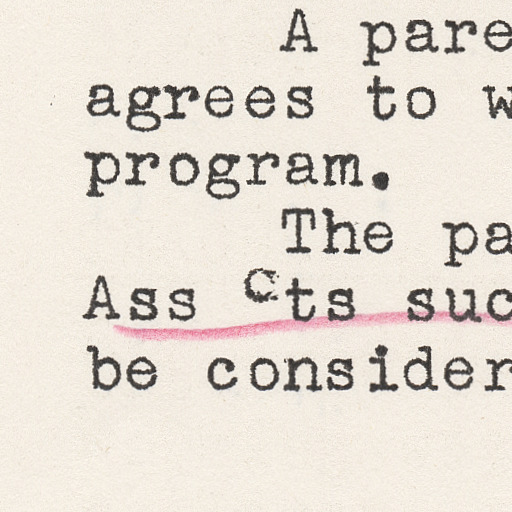 A pare
agrees to w
program.
The pa
Ass cts suc
be consider